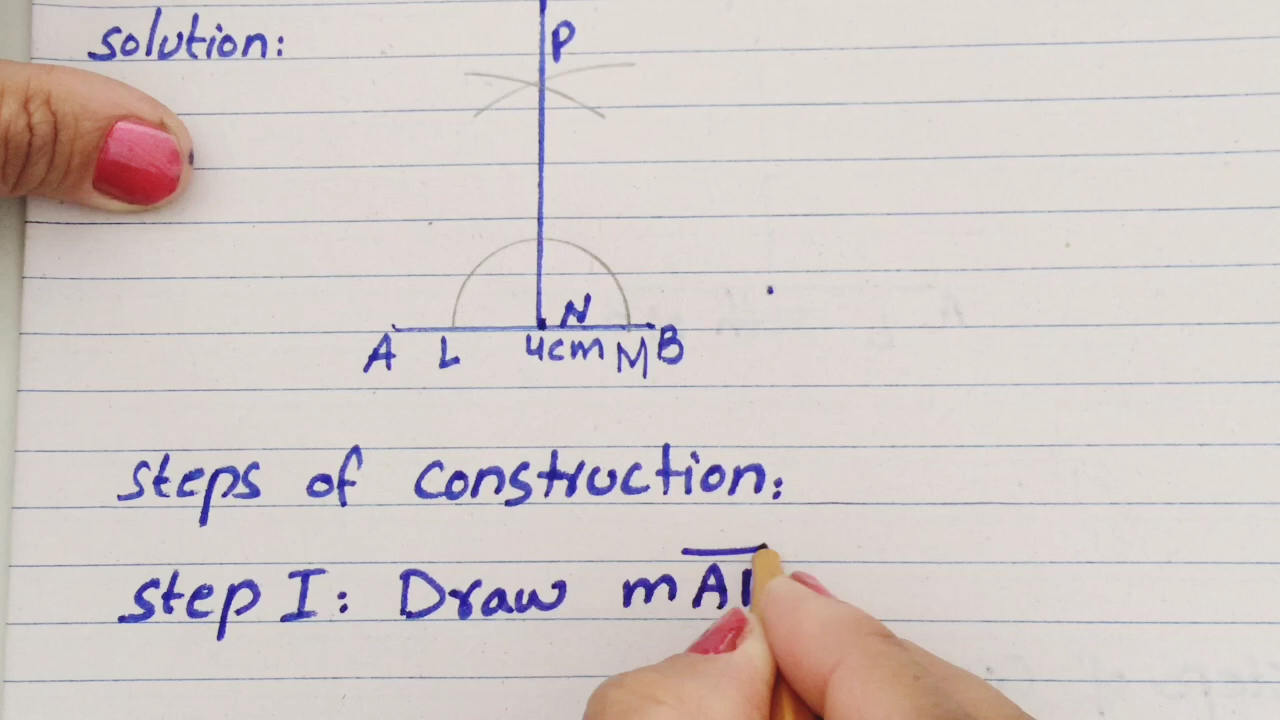 solution:
P
N
A L 4cm M B
steps of construction:
step I: Draw mA